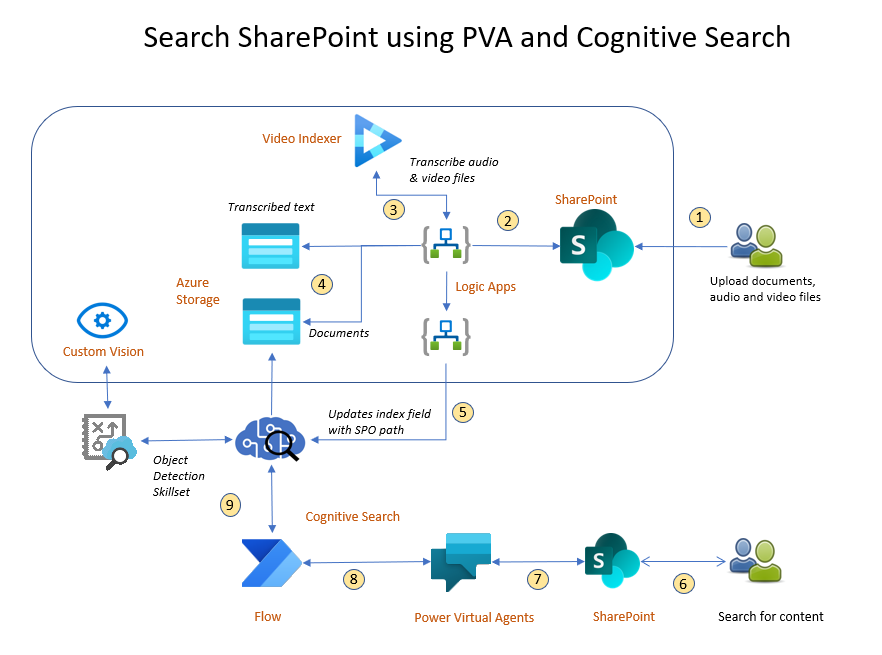 Search SharePoint using PVA and Cognitive Search
Video Indexer
Transcribe audio
& video files
Transcribed text
3
2
SharePoint
1
S
Upload documents,
audio and video files
Azure
Storage
4
Logic Apps
Documents
Custom Vision
Updates index field
with SPO path
5
Object
Detection
Skillset
9
Cognitive Search
S
8
7
6
Flow
Power Virtual Agents
SharePoint
Search for content